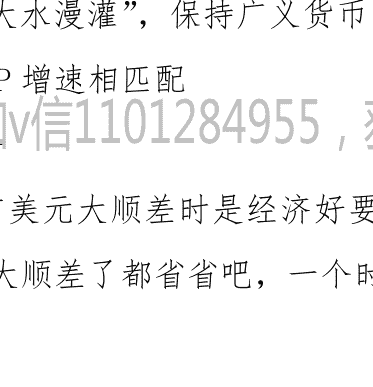 大水漫灌”，保持广义货币
P 增速相匹配
v信1101284955，
美元大顺差时是经济好要
大顺差了都省省吧，一个时